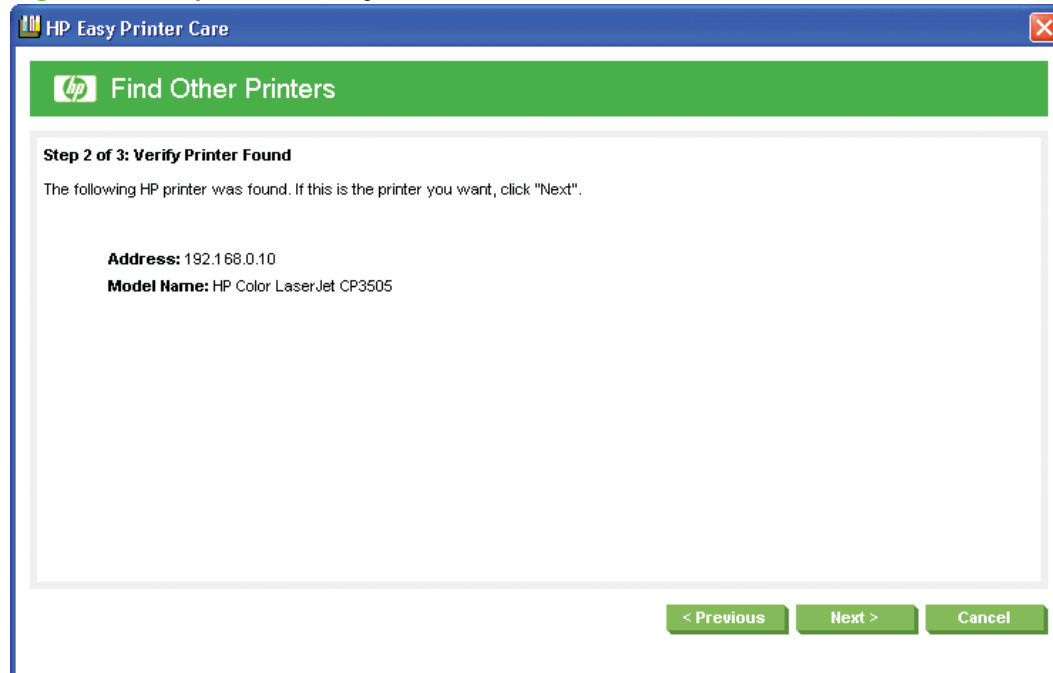 HP Easy Printer Care
hp Find Other Printers
Step 2 of 3: Verify Printer Found
The following HP printer was found. If this is the printer you want, click "Next".
Address: 192.168.0.10
Model Name: HP Color LaserJet CP3505
< Previous Next > Cancel